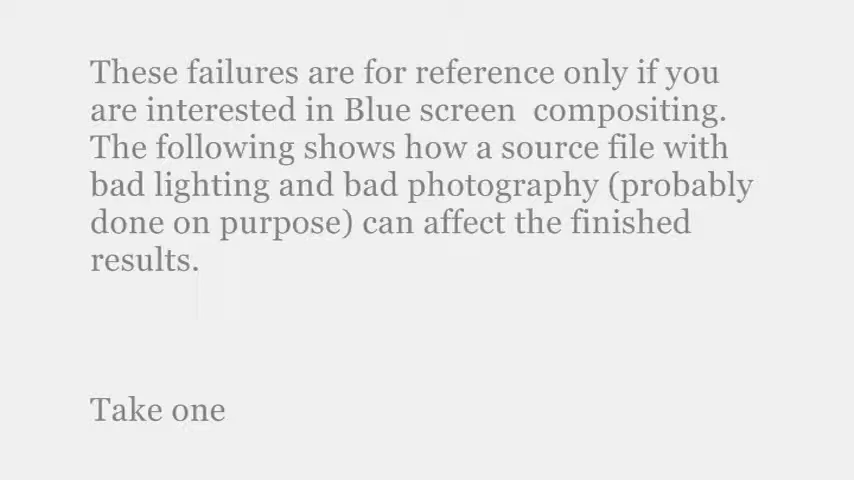 These failures are for reference only if you
are interested in Blue screen  compositing.
The following shows how a source file with
bad lighting and bad photography (probably
done on purpose) can affect the finished
results.
Take one